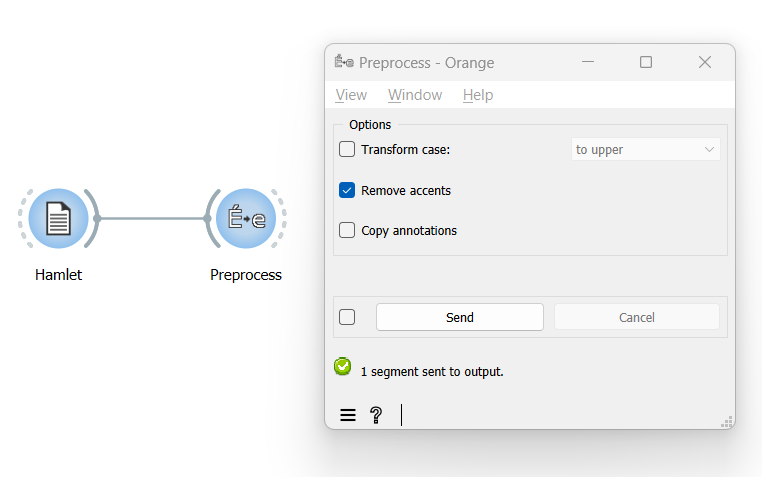 Preprocess - Orange
View Window Help
Options
Transform case: to upper
Remove accents
Copy annotations
Send Cancel
1 segment sent to output.
?
É→e
Hamlet Preprocess